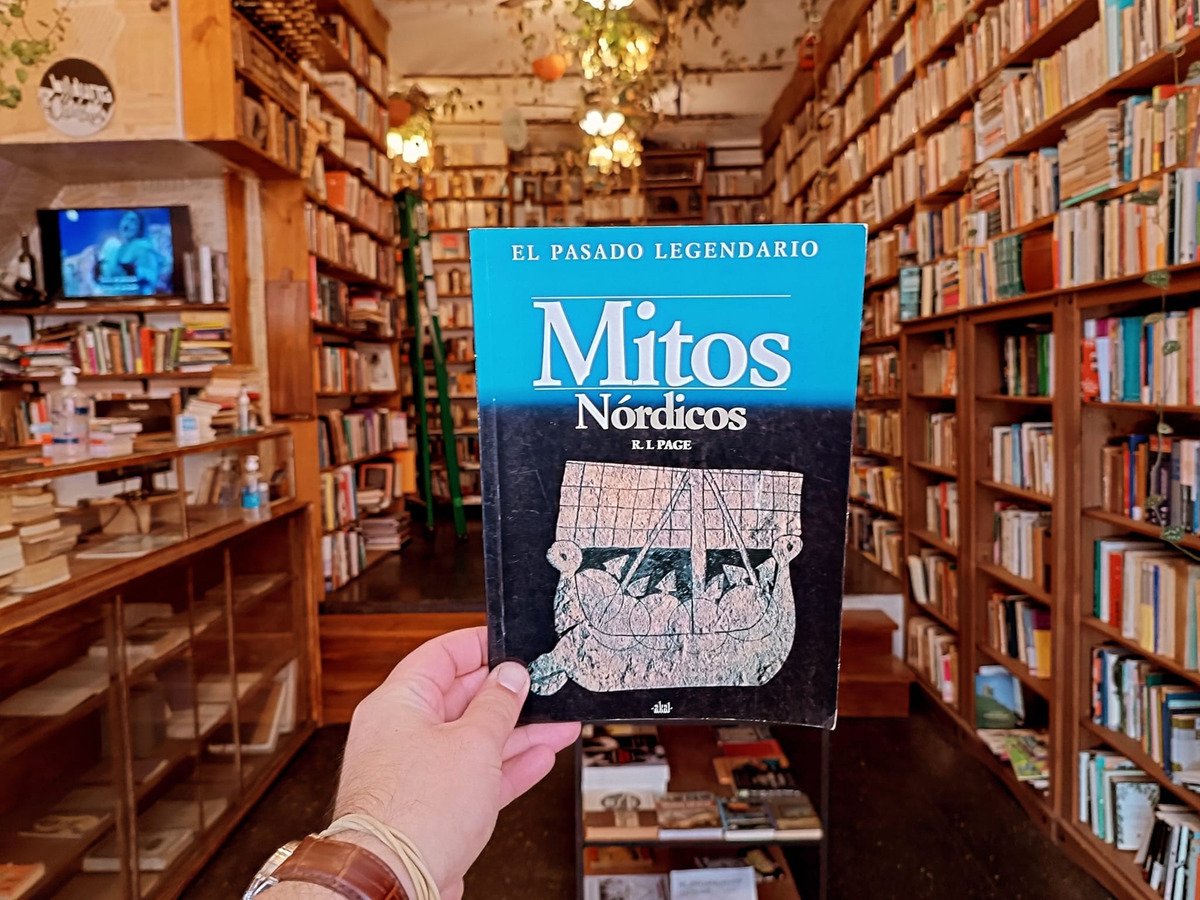 EL PASADO LEGENDARIO
Mitos
Nórdicos
R. I. PAGE
·akal·